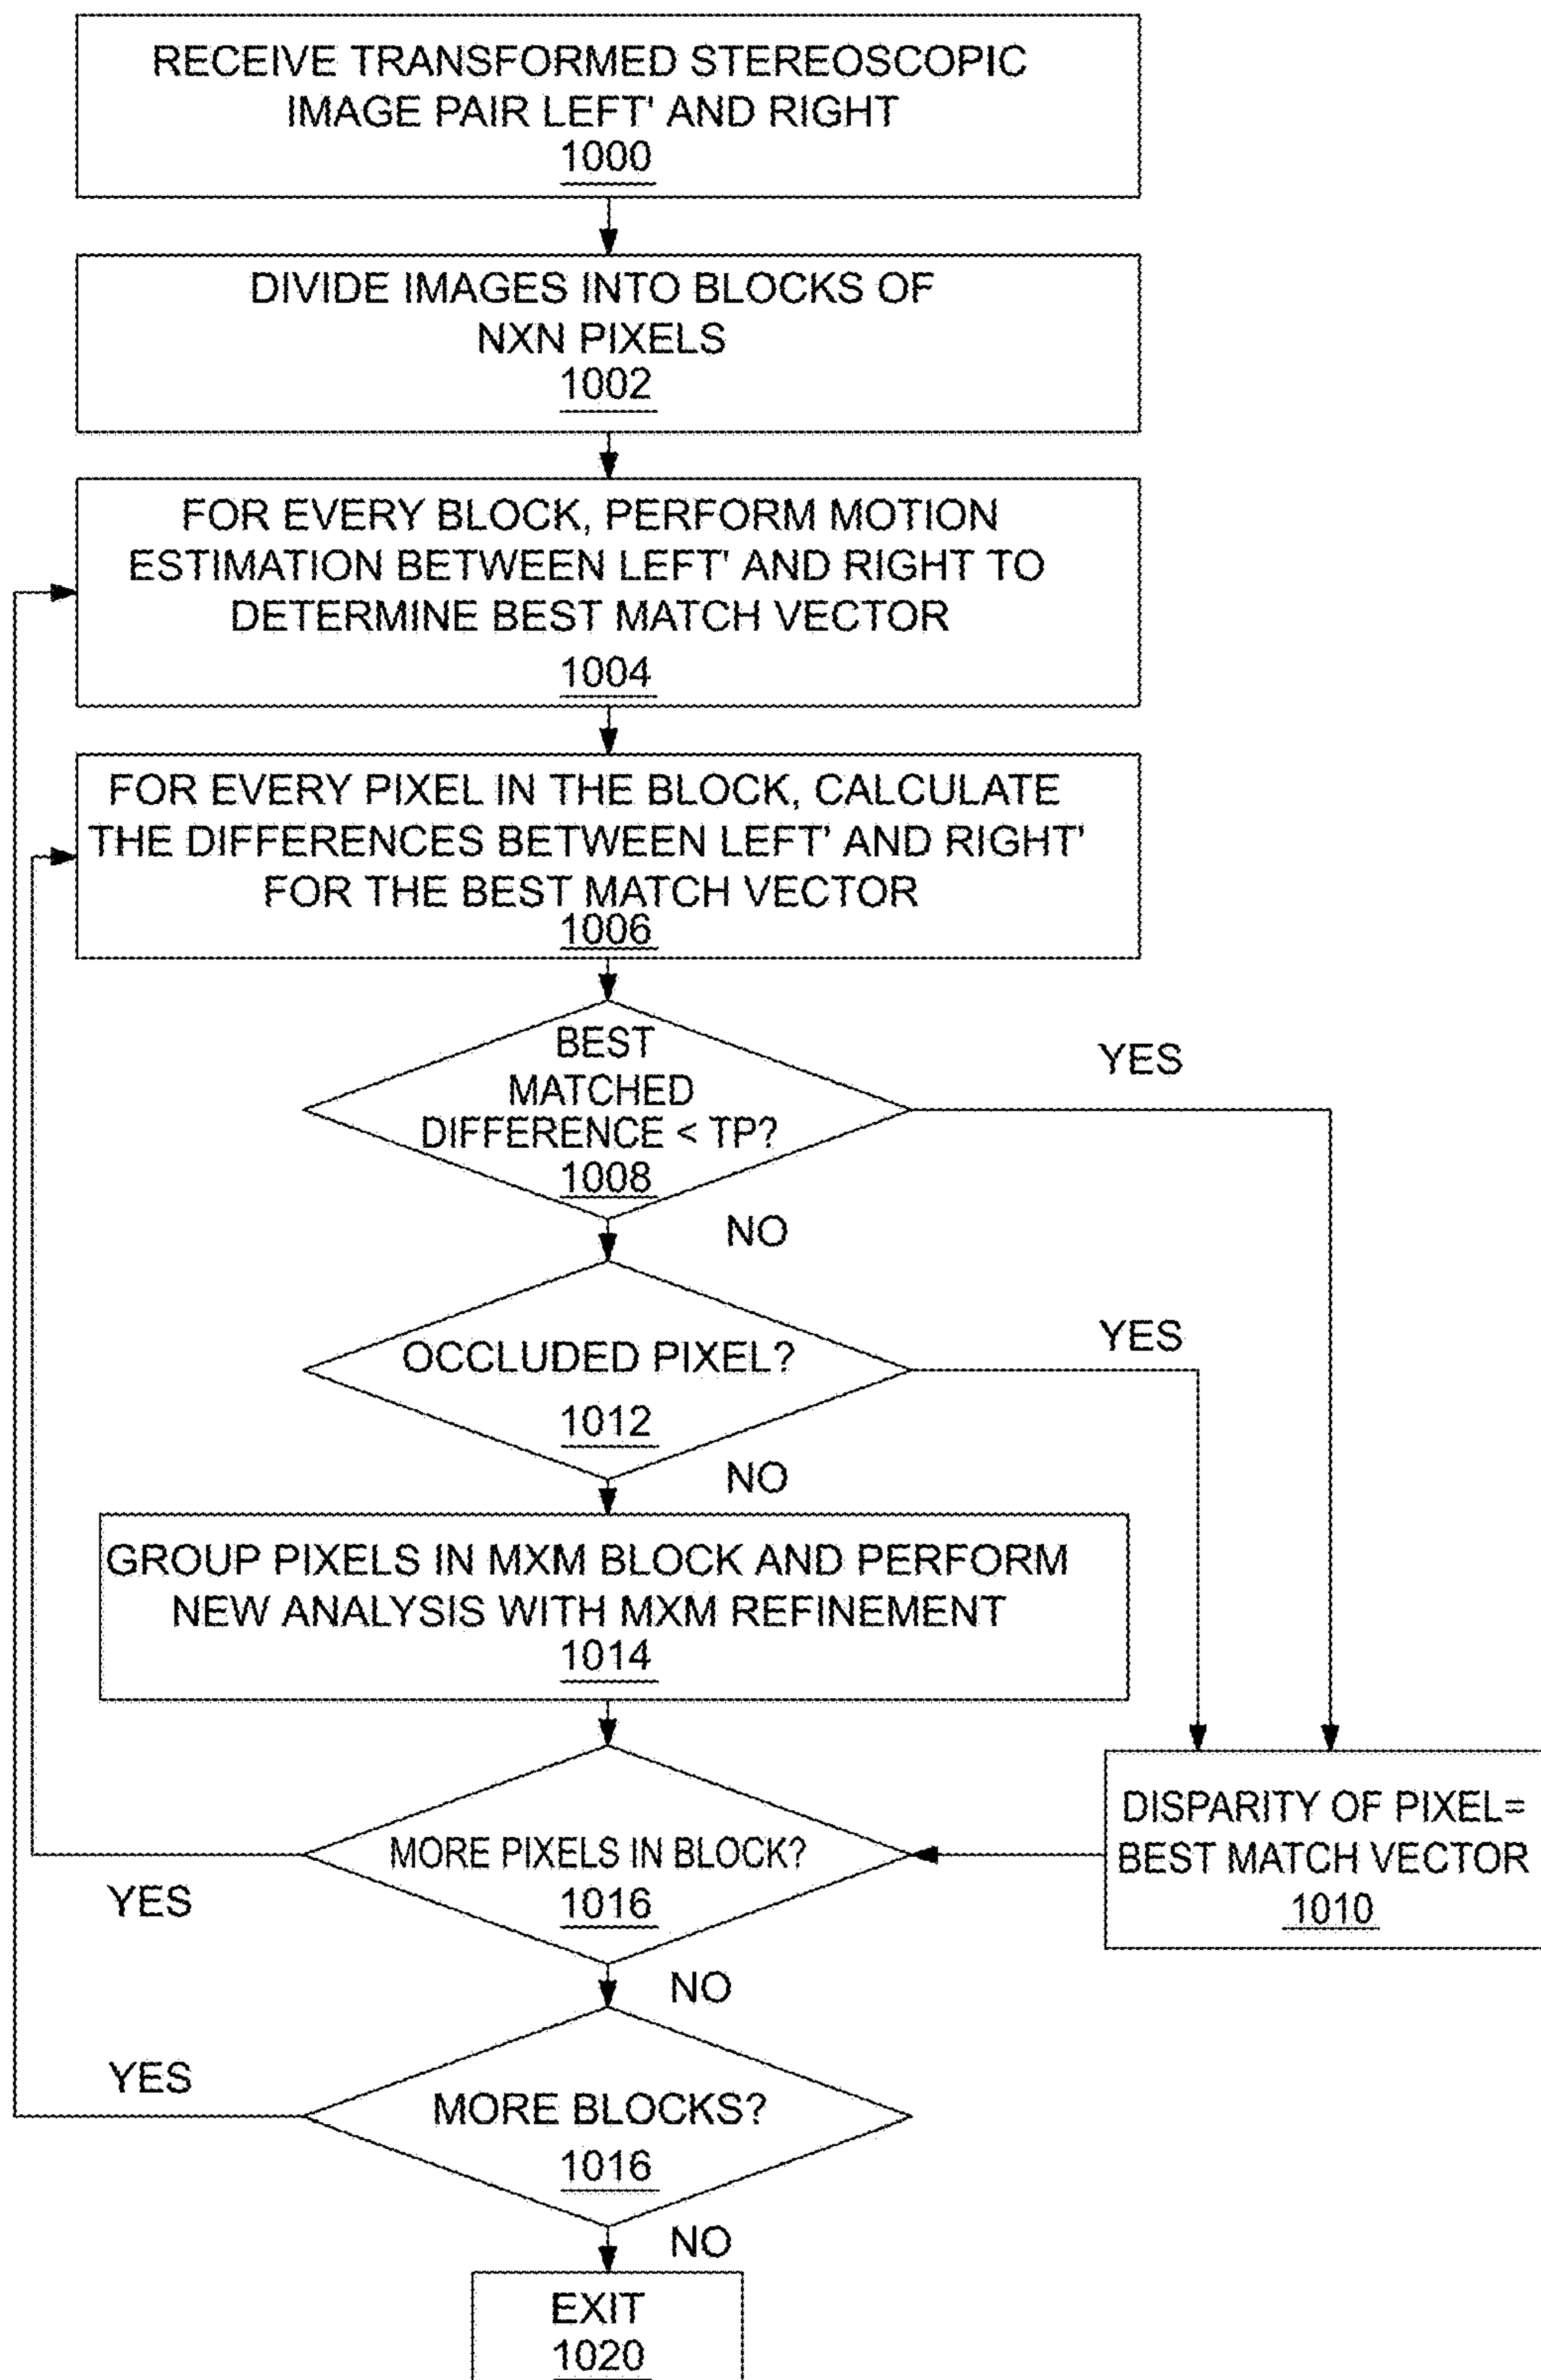 RECEIVE TRANSFORMED STEREOSCOPIC
IMAGE PAIR LEFT' AND RIGHT
1000
DIVIDE IMAGES INTO BLOCKS OF
NXN PIXELS
1002
FOR EVERY BLOCK, PERFORM MOTION
ESTIMATION BETWEEN LEFT' AND RIGHT TO
DETERMINE BEST MATCH VECTOR
1004
FOR EVERY PIXEL IN THE BLOCK, CALCULATE
THE DIFFERENCES BETWEEN LEFT' AND RIGHT'
FOR THE BEST MATCH VECTOR
1006
BEST
MATCHED
DIFFERENCE < TP?
1008
YES
NO
OCCLUDED PIXEL?
1012
YES
NO
GROUP PIXELS IN MXM BLOCK AND PERFORM
NEW ANALYSIS WITH MXM REFINEMENT
1014
DISPARITY OF PIXEL=
BEST MATCH VECTOR
1010
MORE PIXELS IN BLOCK?
1016
YES
NO
MORE BLOCKS?
1016
YES
NO
EXIT
1020